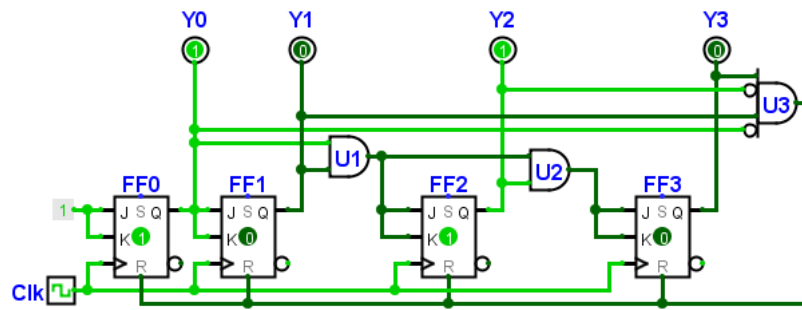 Y0 Y1 Y2 Y3
1 0 1 0
U3
U1 U2
FF0 FF1 FF2 FF3
1 J S Q J S Q J S Q J S Q
K 1 K 0 K 1 K 0
R R R R
Clk